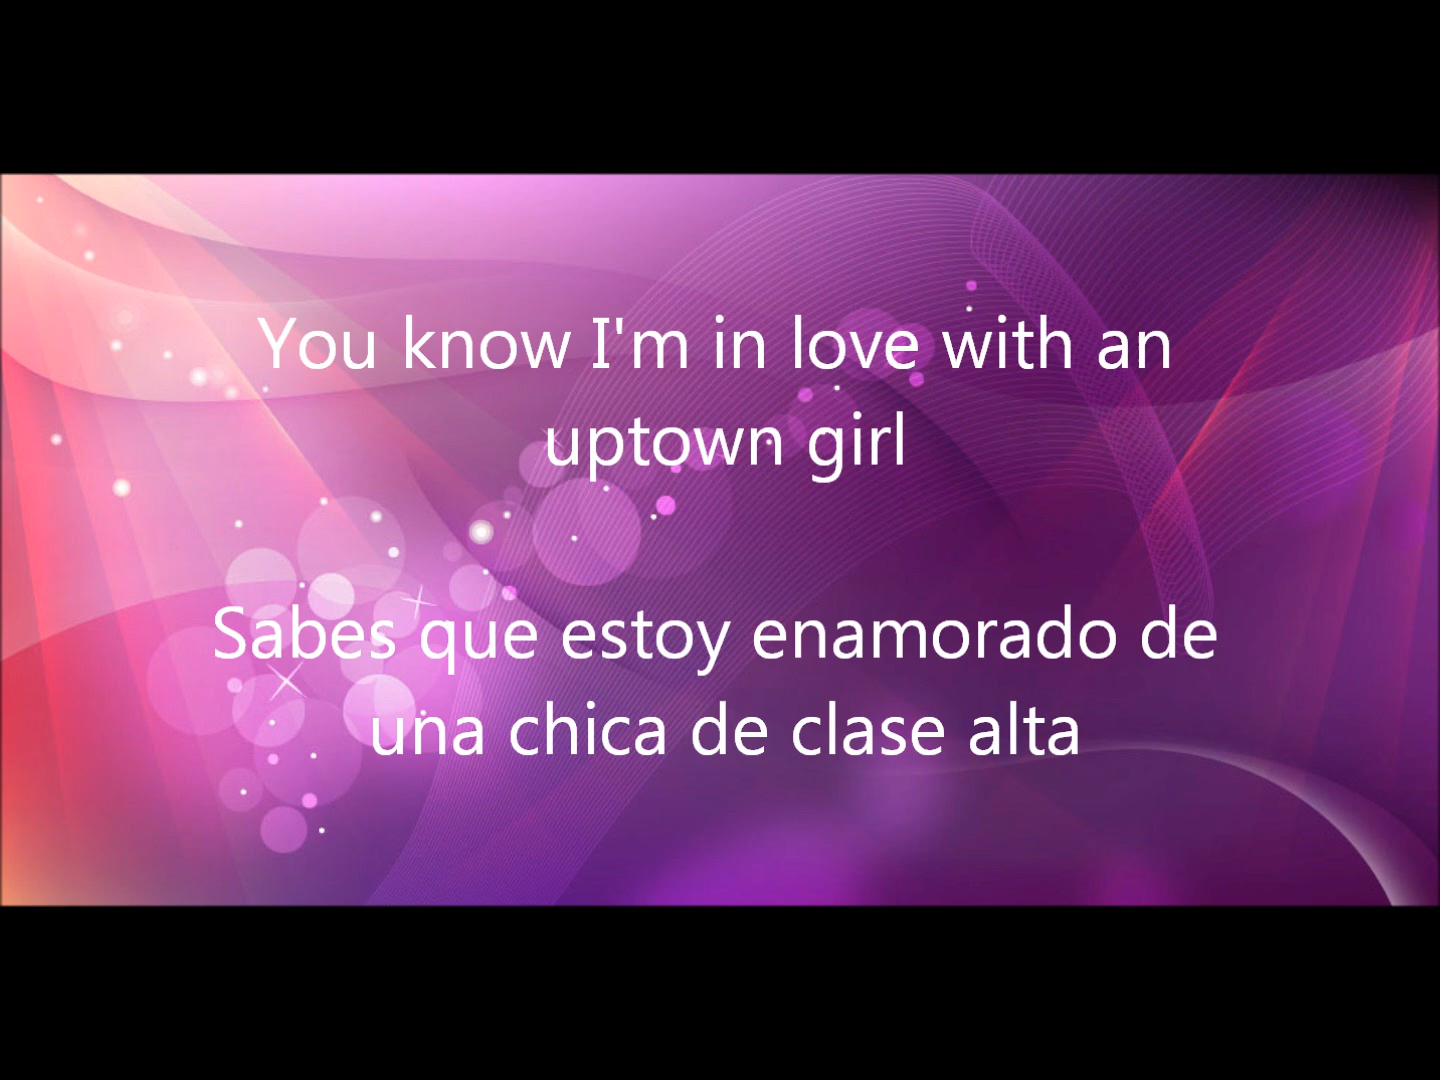 You know I'm in love with an
uptown girl
Sabes que estoy enamorado de
una chica de clase alta